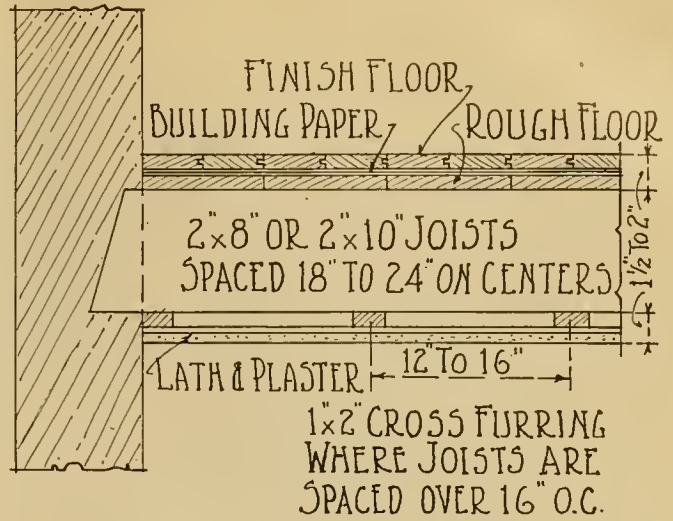 FINISH FLOOR
BUILDING PAPER
ROUGH FLOOR
2"x8" OR 2"x10" JOISTS
SPACED 18" TO 24" ON CENTERS
1½" TO 2"
LATH & PLASTER
12" TO 16"
1"x2" CROSS FURRING
WHERE JOISTS ARE
SPACED OVER 16" O.C.